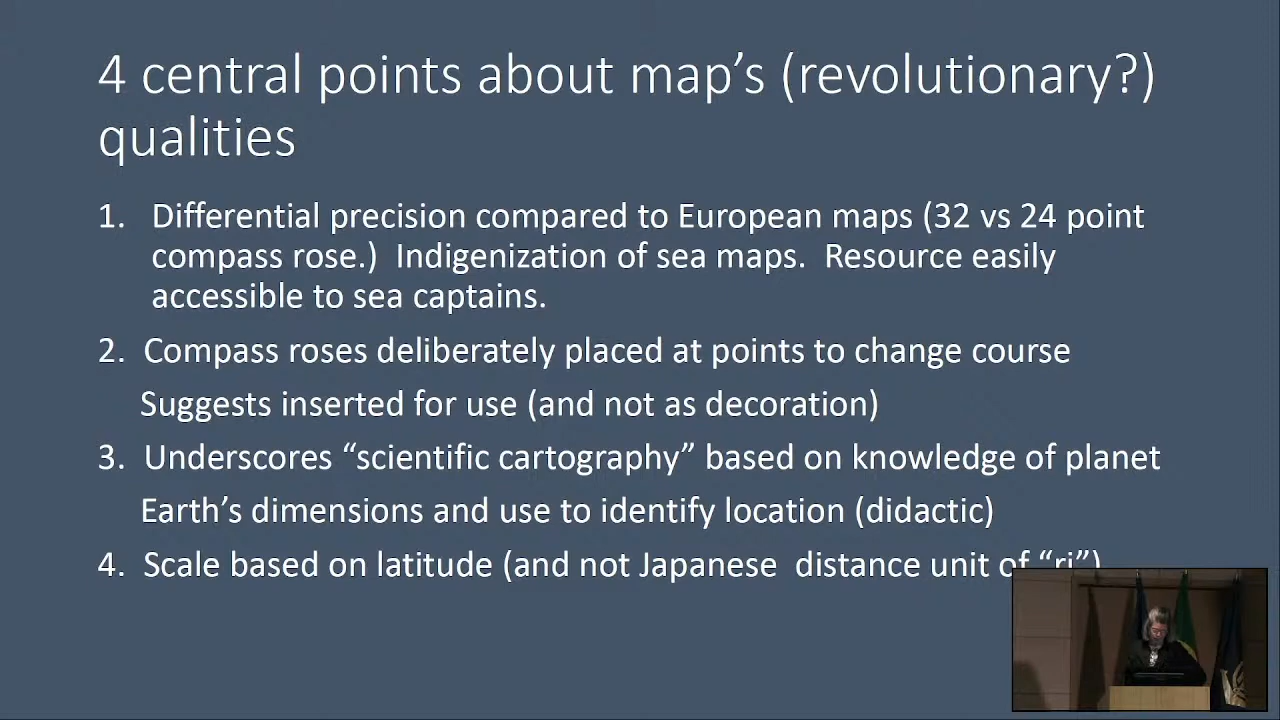 4 central points about map's (revolutionary?)
qualities
1. Differential precision compared to European maps (32 vs 24 point
compass rose.) Indigenization of sea maps. Resource easily
accessible to sea captains.
2. Compass roses deliberately placed at points to change course
Suggests inserted for use (and not as decoration)
3. Underscores “scientific cartography” based on knowledge of planet
Earth's dimensions and use to identify location (didactic)
4. Scale based on latitude (and not Japanese distance unit of “ri”)